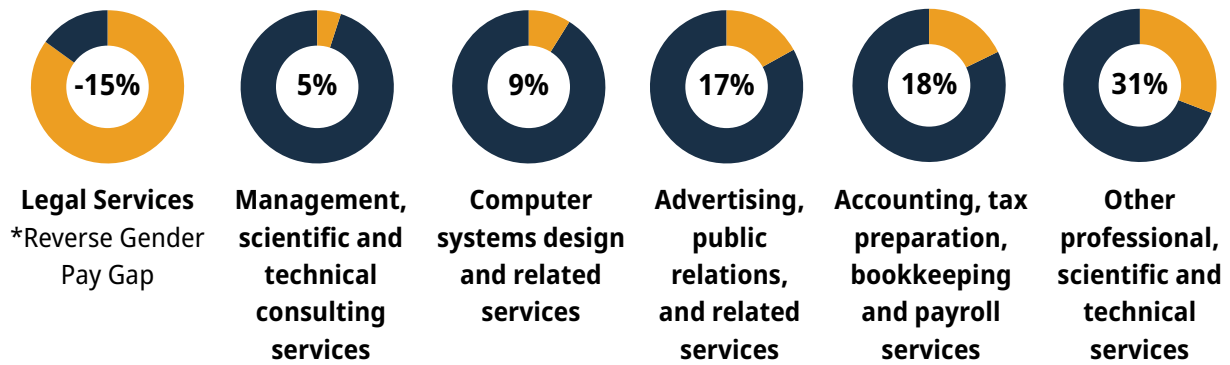 -15%
5%
9%
17%
18%
31%
Legal Services
*Reverse Gender
Pay Gap
Management,
scientific and
technical
consulting
services
Computer
systems design
and related
services
Advertising,
public
relations,
and related
services
Accounting, tax
preparation,
bookkeeping
and payroll
services
Other
professional,
scientific and
technical
services